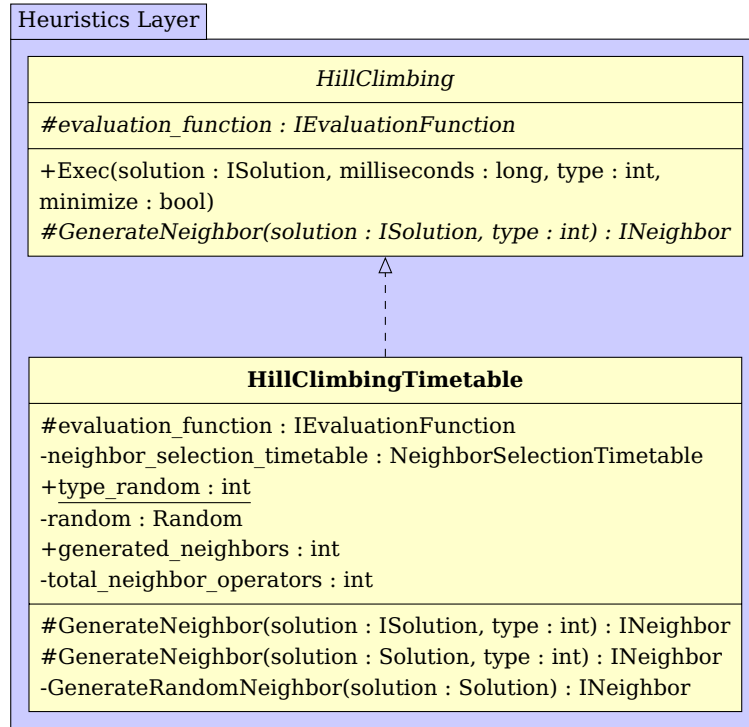 Heuristics Layer
HillClimbing
#evaluation_function : IEvaluationFunction
+Exec(solution : ISolution, milliseconds : long, type : int,
minimize : bool)
#GenerateNeighbor(solution : ISolution, type : int) : INeighbor
HillClimbingTimetable
#evaluation_function : IEvaluationFunction
-neighbor_selection_timetable : NeighborSelectionTimetable
+type_random : int
-random : Random
+generated_neighbors : int
-total_neighbor_operators : int
#GenerateNeighbor(solution : ISolution, type : int) : INeighbor
#GenerateNeighbor(solution : Solution, type : int) : INeighbor
-GenerateRandomNeighbor(solution : Solution) : INeighbor